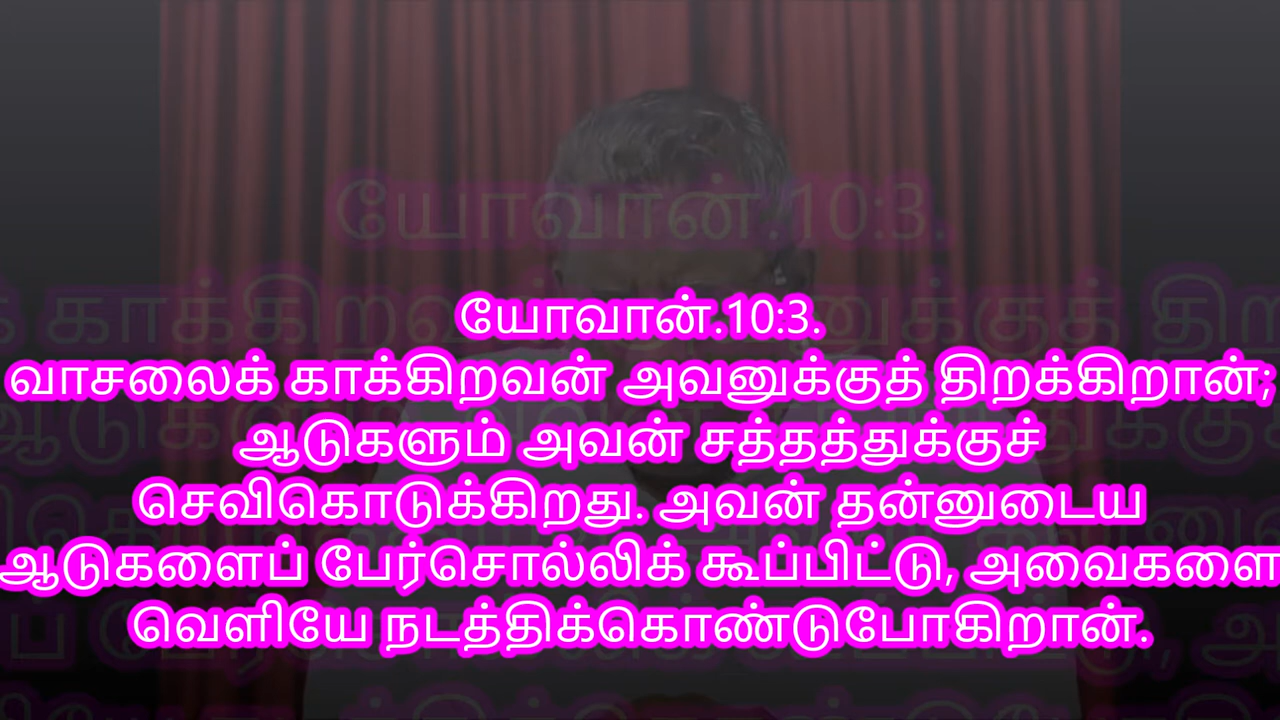 யோவான்.10:3.
வாசலைக் காக்கிறவன் அவனுக்குத் திறக்கிறான்;
ஆடுகளும் அவன் சத்தத்துக்குச்
செவிகொடுக்கிறது. அவன் தன்னுடைய
ஆடுகளைப் பேர்சொல்லிக் கூப்பிட்டு, அவைகளை
வெளியே நடத்திக்கொண்டுபோகிறான்.